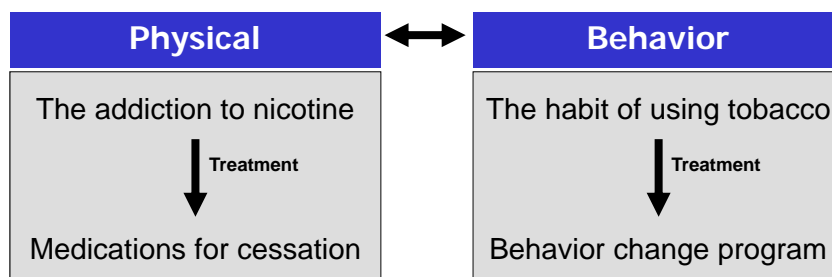 Physical
The addiction to nicotine
Treatment
Medications for cessation
Behavior
The habit of using tobacco
Treatment
Behavior change program